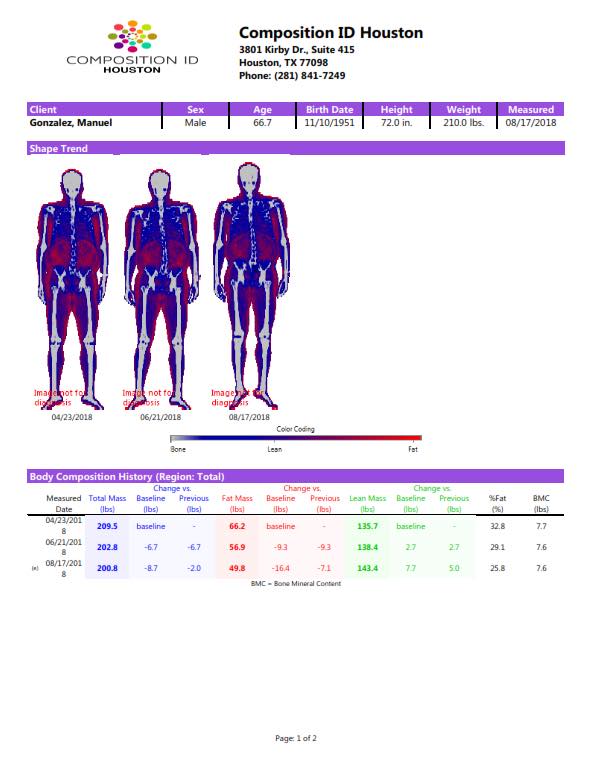 COMPOSITION ID
HOUSTON
Composition ID Houston
3801 Kirby Dr., Suite 415
Houston, TX 77098
Phone: (281) 841-7249
Client Sex Age Birth Date Height Weight Measured
Gonzalez, Manuel Male 66.7 11/10/1951 72.0 in. 210.0 lbs. 08/17/2018
Shape Trend
Image not for Image not for Image not for
diagnosis diagnosis diagnosis
04/23/2018 06/21/2018 08/17/2018
Color Coding
Bone Lean Fat
Body Composition History (Region: Total)
Change vs. Change vs. Change vs.
Measured Total Mass Baseline Previous Fat Mass Baseline Previous Lean Mass Baseline Previous %Fat BMC
Date (lbs) (lbs) (lbs) (lbs) (lbs) (lbs) (lbs) (lbs) (lbs) (%) (lbs)
04/23/201
8 209.5 baseline - 66.2 baseline - 135.7 baseline - 32.8 7.7
06/21/201
8 202.8 -6.7 -6.7 56.9 -9.3 -9.3 138.4 2.7 2.7 29.1 7.6
(a) 08/17/201
8 200.8 -8.7 -2.0 49.8 -16.4 -7.1 143.4 7.7 5.0 25.8 7.6
BMC = Bone Mineral Content
Page: 1 of 2